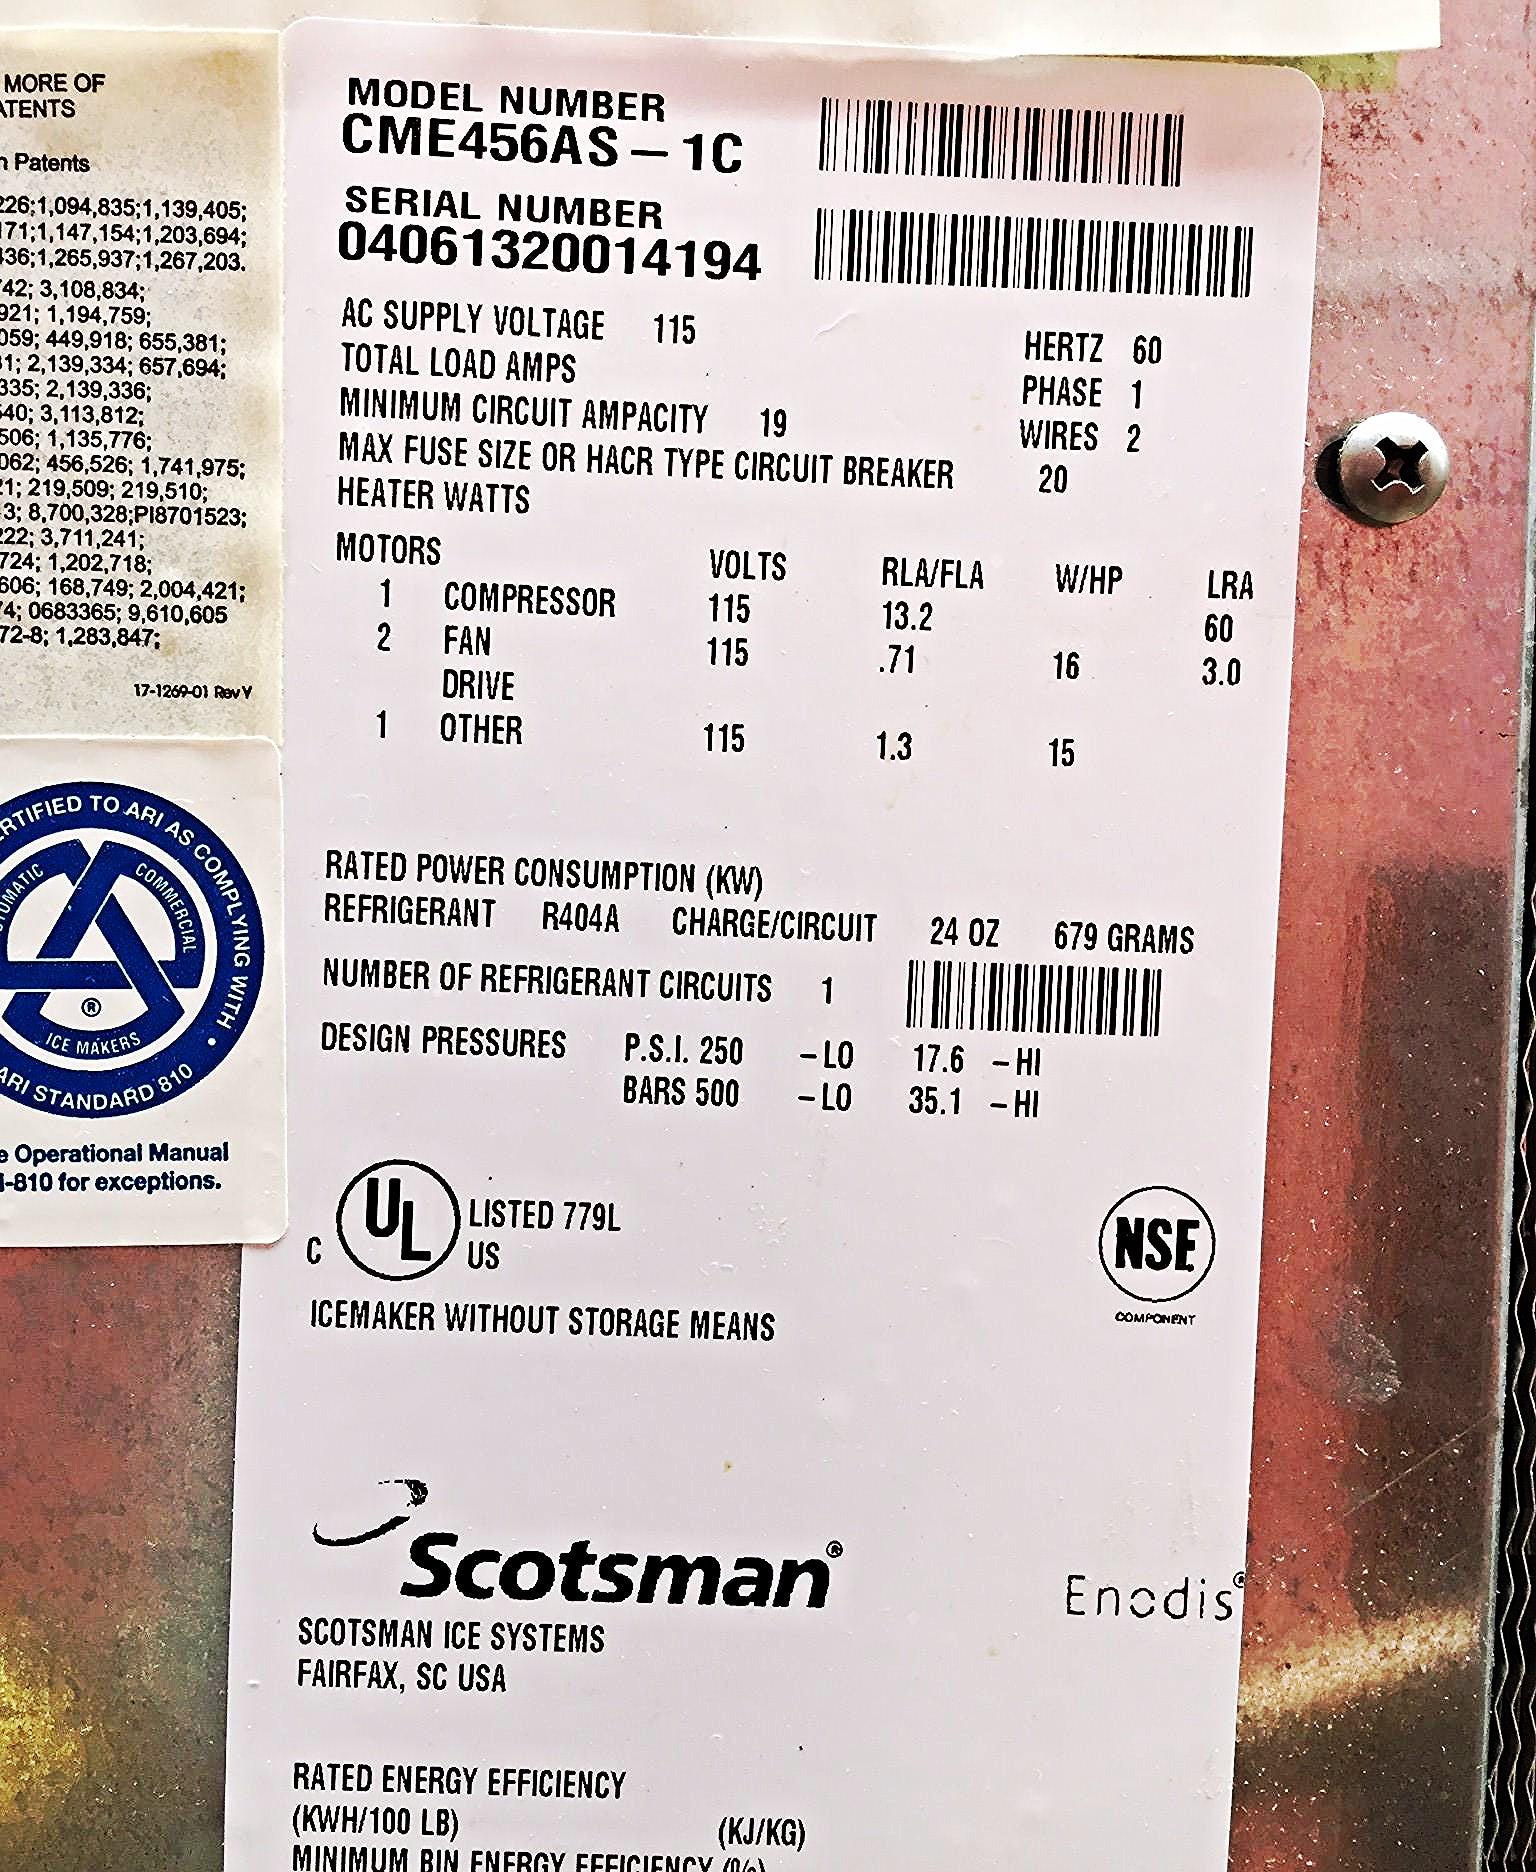 MORE OF
ATENTS
n Patents
226;1,094,835;1,139,405;
171;1,147,154;1,203,694;
436;1,265,937;1,267,203.
742; 3,108,834;
921; 1,194,759;
059; 449,918; 655,381;
1; 2,139,334; 657,694;
335; 2,139,336;
540; 3,113,812;
506; 1,135,776;
062; 456,526; 1,741,975;
21; 219,509; 219,510;
3; 8,700,328;PI8701523;
222; 3,711,241;
724; 1,202,718;
606; 168,749; 2,004,421;
74; 0683365; 9,610,605
72-8; 1,283,847;
17-1269-01 Rev V
ERTIFIED TO ARI AS COMPLYING WITH
AUTOMATIC COMMERCIAL
®
ICE MAKERS
ARI STANDARD 810
e Operational Manual
I-810 for exceptions.
MODEL NUMBER
CME456AS – 1C
SERIAL NUMBER
04061320014194
AC SUPPLY VOLTAGE 115 HERTZ 60
TOTAL LOAD AMPS PHASE 1
MINIMUM CIRCUIT AMPACITY 19 WIRES 2
MAX FUSE SIZE OR HACR TYPE CIRCUIT BREAKER 20
HEATER WATTS
MOTORS VOLTS RLA/FLA W/HP LRA
1 COMPRESSOR 115 13.2 60
2 FAN 115 .71 16 3.0
DRIVE
1 OTHER 115 1.3 15
RATED POWER CONSUMPTION (KW)
REFRIGERANT R404A CHARGE/CIRCUIT 24 OZ 679 GRAMS
NUMBER OF REFRIGERANT CIRCUITS 1
DESIGN PRESSURES P.S.I. 250 – LO 17.6 – HI
BARS 500 – LO 35.1 – HI
C UL LISTED 779L
US
NSF
COMPONENT
ICEMAKER WITHOUT STORAGE MEANS
Scotsman®
Enodis®
SCOTSMAN ICE SYSTEMS
FAIRFAX, SC USA
RATED ENERGY EFFICIENCY
(KWH/100 LB) (KJ/KG)
MINIMUM BIN ENERGY EFFICIENCY (%)